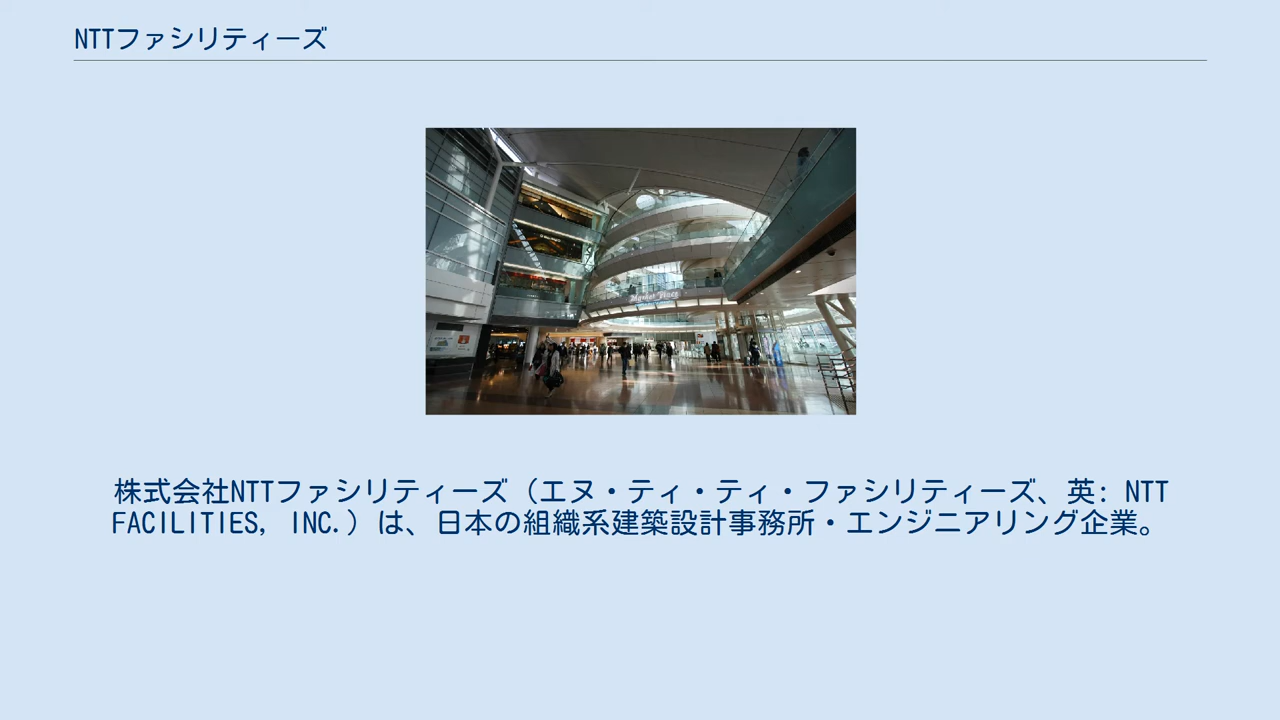 NTTファシリティーズ
Market Place
株式会社NTTファシリティーズ（エヌ・ティ・ティ・ファシリティーズ、英: NTT
FACILITIES, INC.）は、日本の組織系建築設計事務所・エンジニアリング企業。